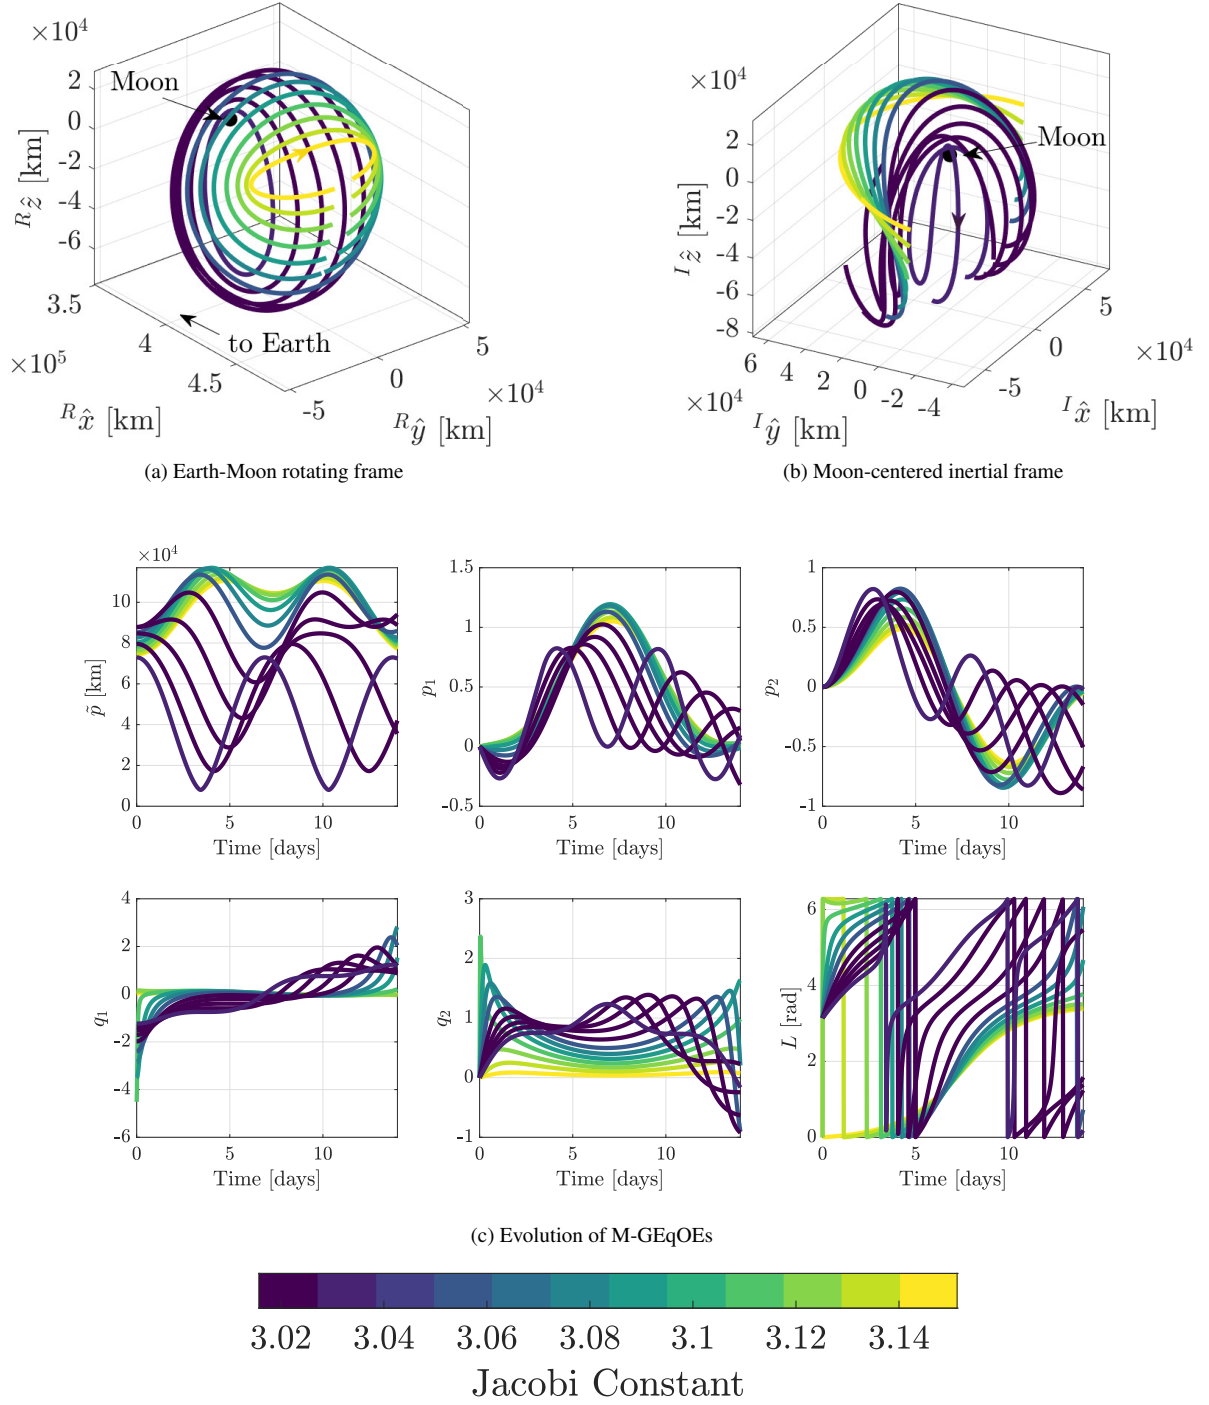 ×10⁴
2
0
-2
-4
-6
ᴿẑ [km]
Moon
to Earth
3.5
4
4.5
×10⁵
ᴿx̂ [km]
-5
0
5
×10⁴
ᴿŷ [km]
(a) Earth-Moon rotating frame
×10⁴
2
0
-2
-4
-6
-8
ᴵẑ [km]
Moon
6
4
2
0
-2
-4
×10⁴
ᴵŷ [km]
-5
0
5
×10⁴
ᴵx̂ [km]
(b) Moon-centered inertial frame
×10⁴
10
8
6
4
2
0
p̃ [km]
0 5 10
Time [days]
1.5
1
0.5
0
-0.5
p₁
0 5 10
Time [days]
1
0.5
0
-0.5
-1
p₂
0 5 10
Time [days]
4
2
0
-2
-4
-6
q₁
0 5 10
Time [days]
3
2
1
0
-1
q₂
0 5 10
Time [days]
6
4
2
0
L [rad]
0 5 10
Time [days]
(c) Evolution of M-GEqOEs
3.02 3.04 3.06 3.08 3.1 3.12 3.14
Jacobi Constant